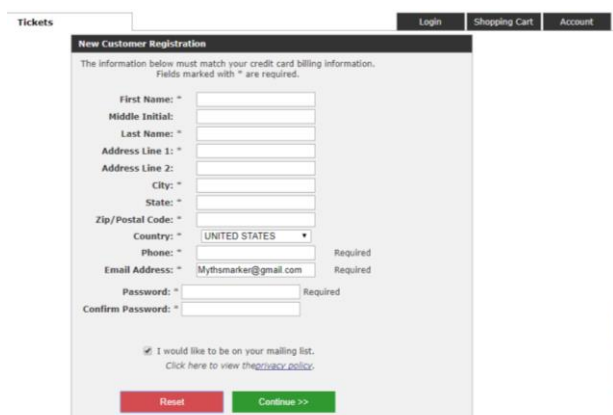 Tickets Login Shopping Cart Account
New Customer Registration
The information below must match your credit card billing information.
Fields marked with * are required.
First Name: *
Middle Initial:
Last Name: *
Address Line 1: *
Address Line 2:
City: *
State: *
Zip/Postal Code: *
Country: * UNITED STATES
Phone: * Required
Email Address: * Mythsmarker@gmail.com Required
Password: * Required
Confirm Password: *
I would like to be on your mailing list.
Click here to view theprivacy policy.
Reset Continue >>